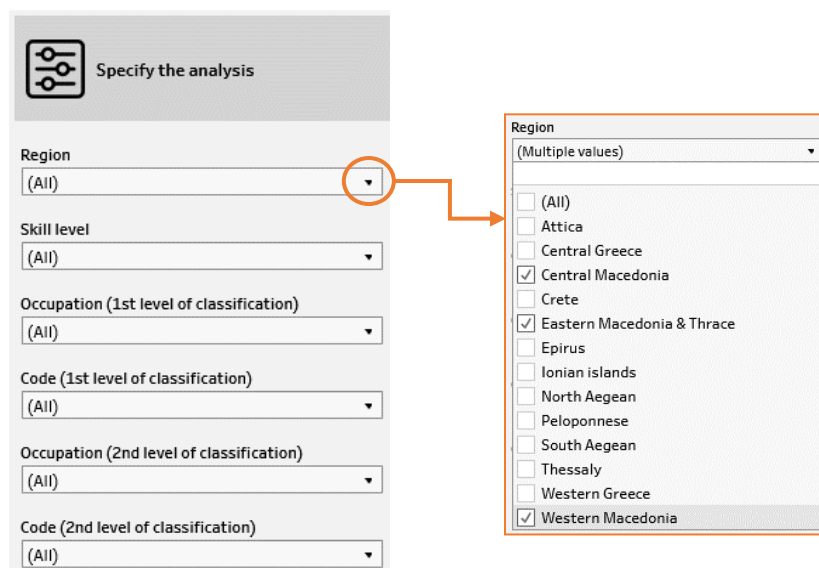 Specify the analysis
Region
(All)
Skill level
(All)
Occupation (1st level of classification)
(All)
Code (1st level of classification)
(All)
Occupation (2nd level of classification)
(All)
Code (2nd level of classification)
(All)
Region
(Multiple values)
(All)
Attica
Central Greece
Central Macedonia
Crete
Eastern Macedonia & Thrace
Epirus
Ionian islands
North Aegean
Peloponnese
South Aegean
Thessaly
Western Greece
Western Macedonia